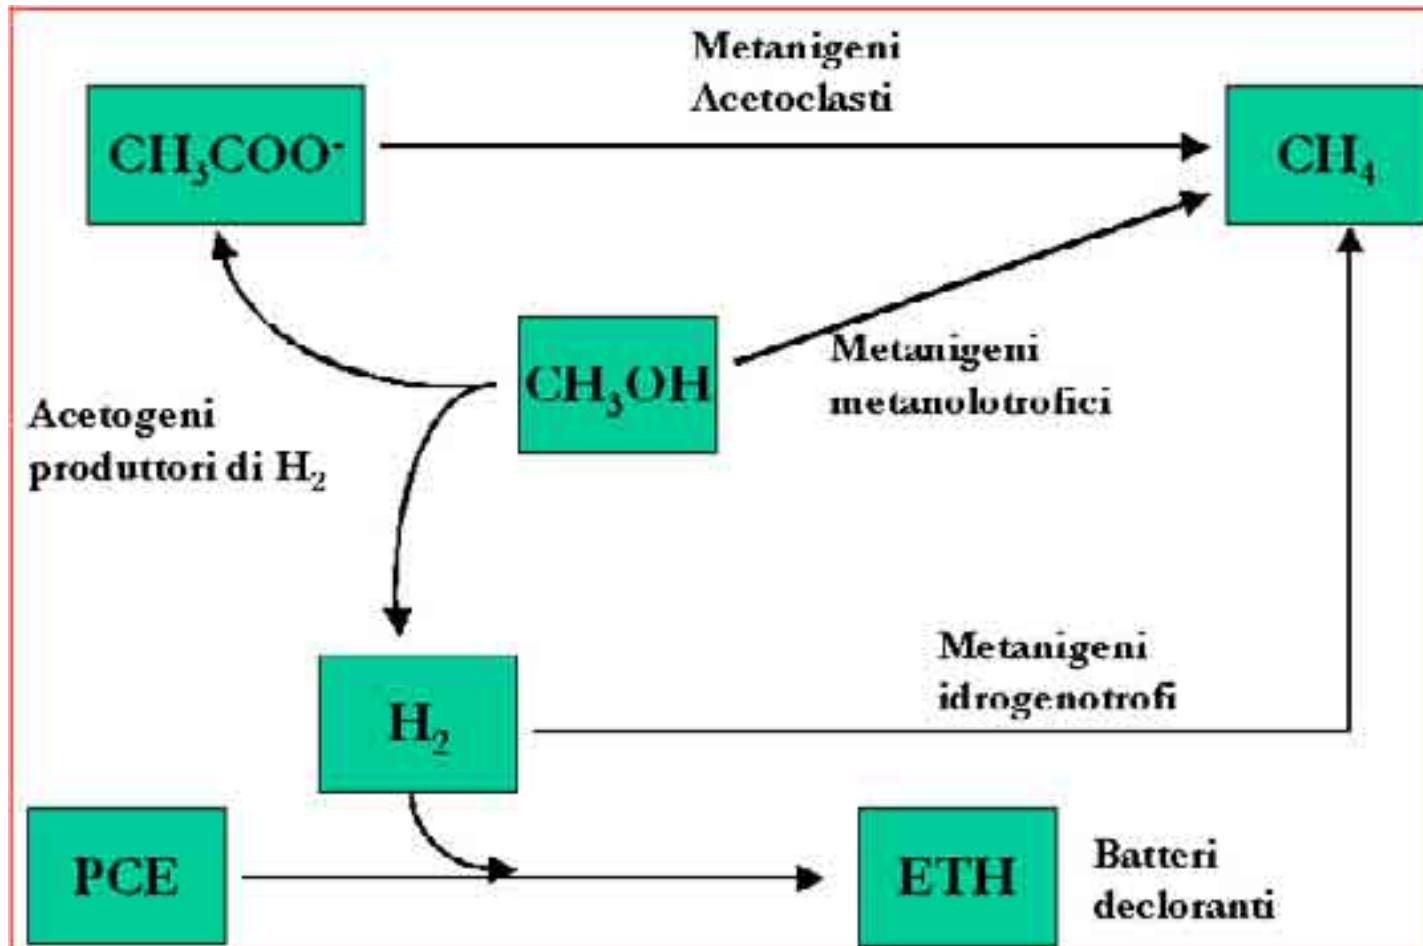 Metanigeni
Acetoclasti
CH₃COO⁻
CH₄
CH₃OH
Metanigeni
metanolotrofici
Acetogeni
produttori di H₂
Metanigeni
idrogenotrofi
H₂
PCE
ETH
Batteri
decloranti